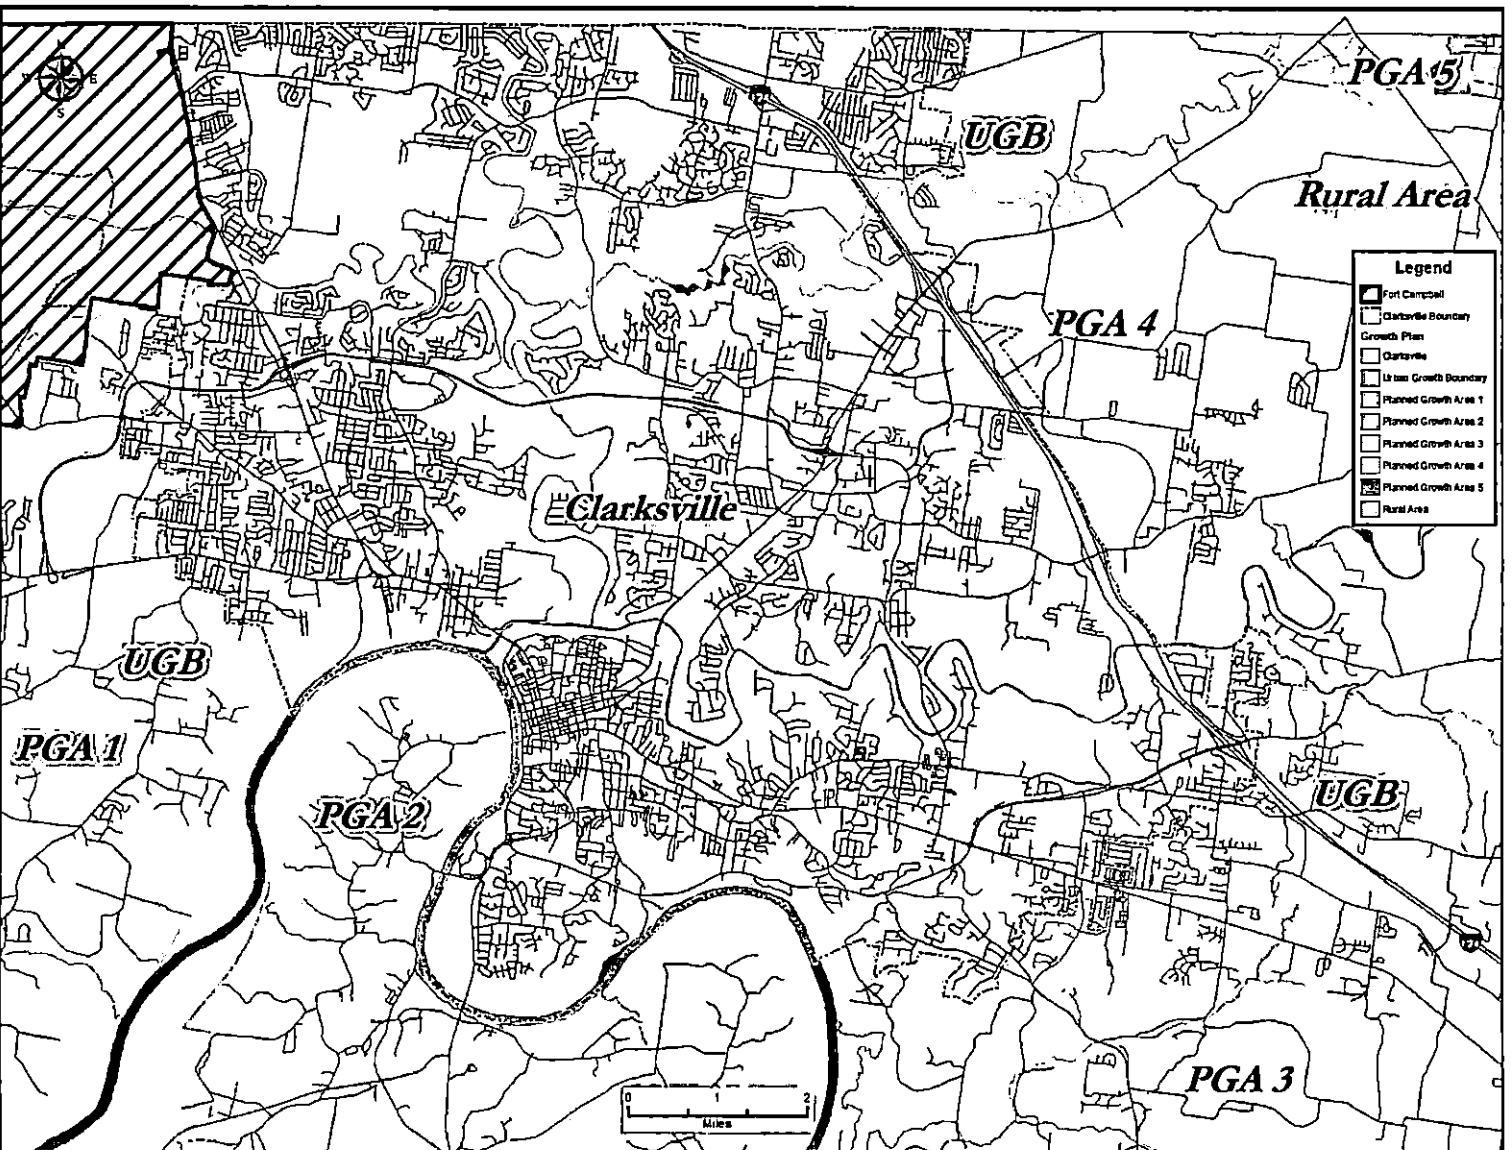 N
E
S
PGA 5
UGB
Rural Area
Legend
Fort Campbell
Clarksville Boundary
Growth Plan
Clarksville
Urban Growth Boundary
Planned Growth Area 1
Planned Growth Area 2
Planned Growth Area 3
Planned Growth Area 4
Planned Growth Area 5
Rural Area
PGA 4
Clarksville
UGB
PGA 1
PGA 2
UGB
PGA 3
0 1 2
Miles